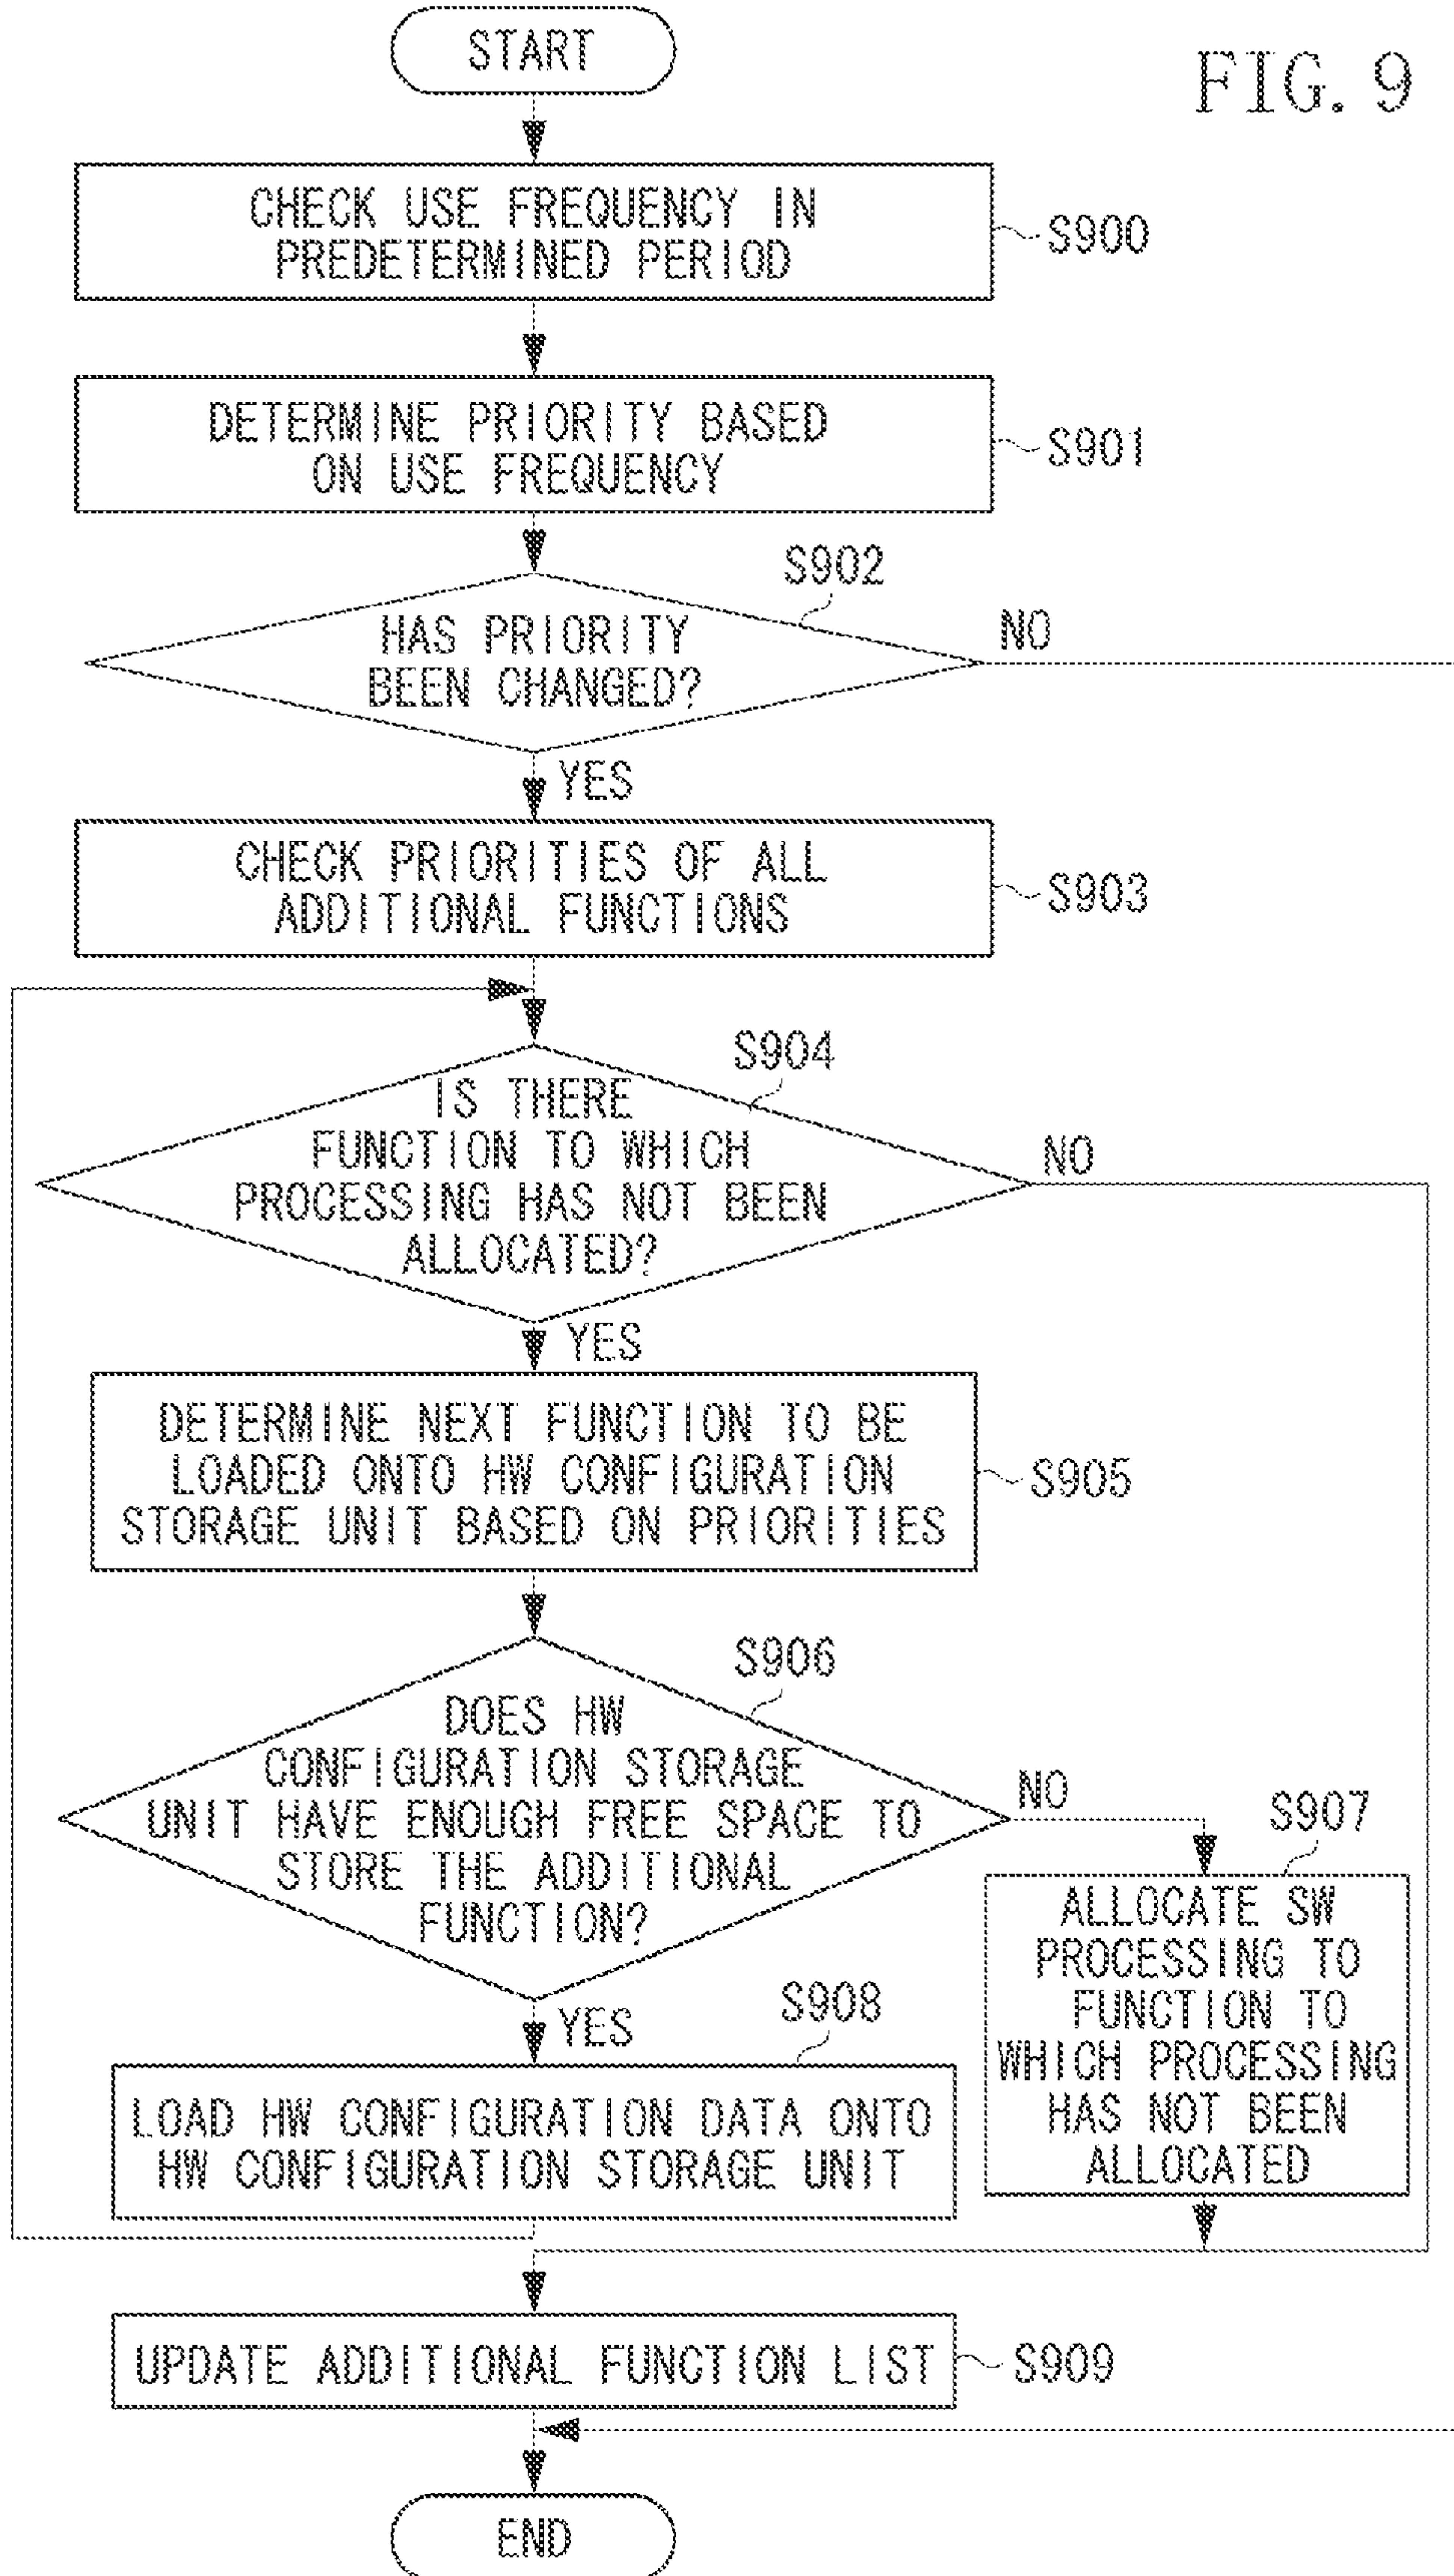 START
FIG. 9
CHECK USE FREQUENCY IN
PREDETERMINED PERIOD
S900
DETERMINE PRIORITY BASED
ON USE FREQUENCY
S901
S902
HAS PRIORITY
BEEN CHANGED?
NO
YES
CHECK PRIORITIES OF ALL
ADDITIONAL FUNCTIONS
S903
S904
IS THERE
FUNCTION TO WHICH
PROCESSING HAS NOT BEEN
ALLOCATED?
NO
YES
DETERMINE NEXT FUNCTION TO BE
LOADED ONTO HW CONFIGURATION
STORAGE UNIT BASED ON PRIORITIES
S905
S906
DOES HW
CONFIGURATION STORAGE
UNIT HAVE ENOUGH FREE SPACE TO
STORE THE ADDITIONAL
FUNCTION?
NO
S907
ALLOCATE SW
PROCESSING TO
FUNCTION TO
WHICH PROCESSING
HAS NOT BEEN
ALLOCATED
YES
S908
LOAD HW CONFIGURATION DATA ONTO
HW CONFIGURATION STORAGE UNIT
UPDATE ADDITIONAL FUNCTION LIST
S909
END